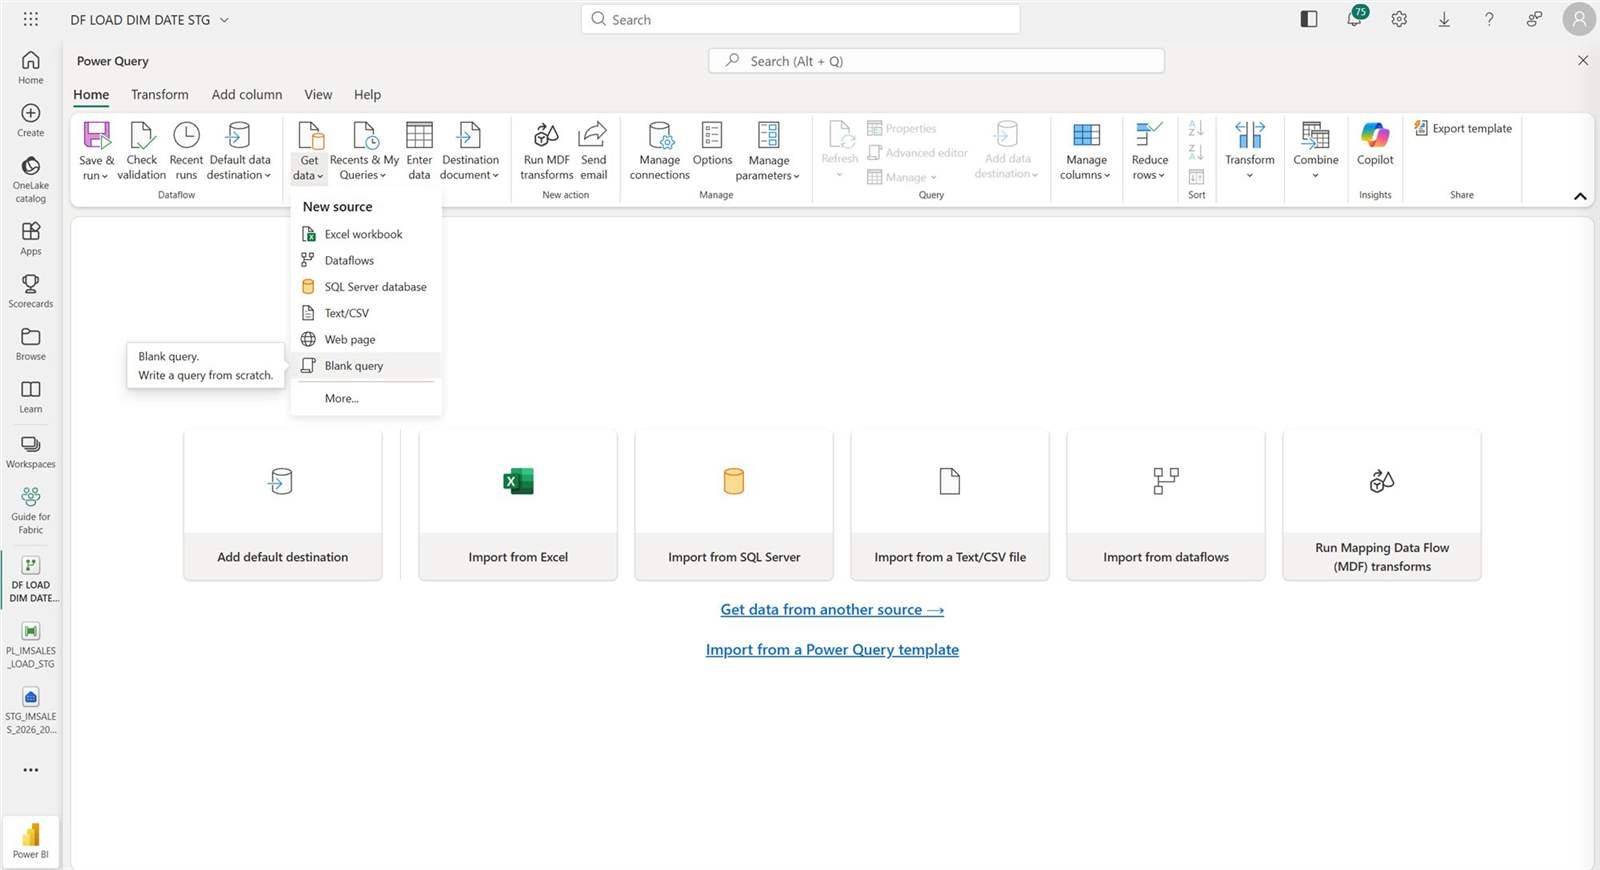 DF LOAD DIM DATE STG
Search
75
Power Query
Search (Alt + Q)
Home
Transform
Add column
View
Help
Save &
run
Check
validation
Recent
runs
Default data
destination
Dataflow
Get
data
Recents & My
Queries
Enter
data
Destination
document
Run MDF
transforms
Send
email
New action
Manage
connections
Options
Manage
parameters
Manage
Refresh
Properties
Advanced editor
Manage
Add data
destination
Query
Manage
columns
Reduce
rows
Sort
Transform
Combine
Copilot
Insights
Export template
Share
New source
Excel workbook
Dataflows
SQL Server database
Text/CSV
Web page
Blank query
More...
Blank query.
Write a query from scratch.
Add default destination
Import from Excel
Import from SQL Server
Import from a Text/CSV file
Import from dataflows
Run Mapping Data Flow
(MDF) transforms
Get data from another source →
Import from a Power Query template
Home
Create
OneLake
catalog
Apps
Scorecards
Browse
Learn
Workspaces
Guide for
Fabric
DF LOAD
DIM DATE...
PL_IMSALES
_LOAD_STG
STG_IMSALE
S_2026_20...
Power BI